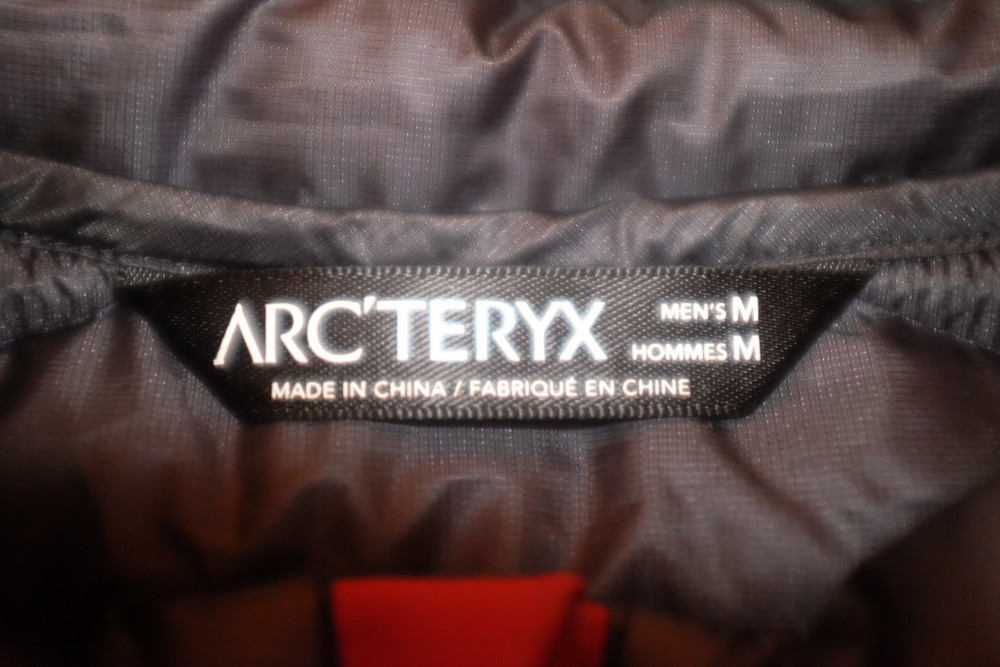 ARC'TERYX
MEN'S M
HOMMES M
MADE IN CHINA / FABRIQUÉ EN CHINE